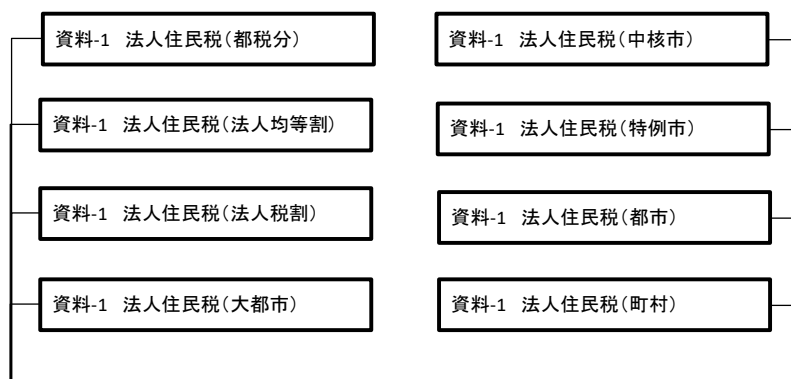 資料-1 法人住民税(都税分)
資料-1 法人住民税(法人均等割)
資料-1 法人住民税(法人税割)
資料-1 法人住民税(大都市)
資料-1 法人住民税(中核市)
資料-1 法人住民税(特例市)
資料-1 法人住民税(都市)
資料-1 法人住民税(町村)